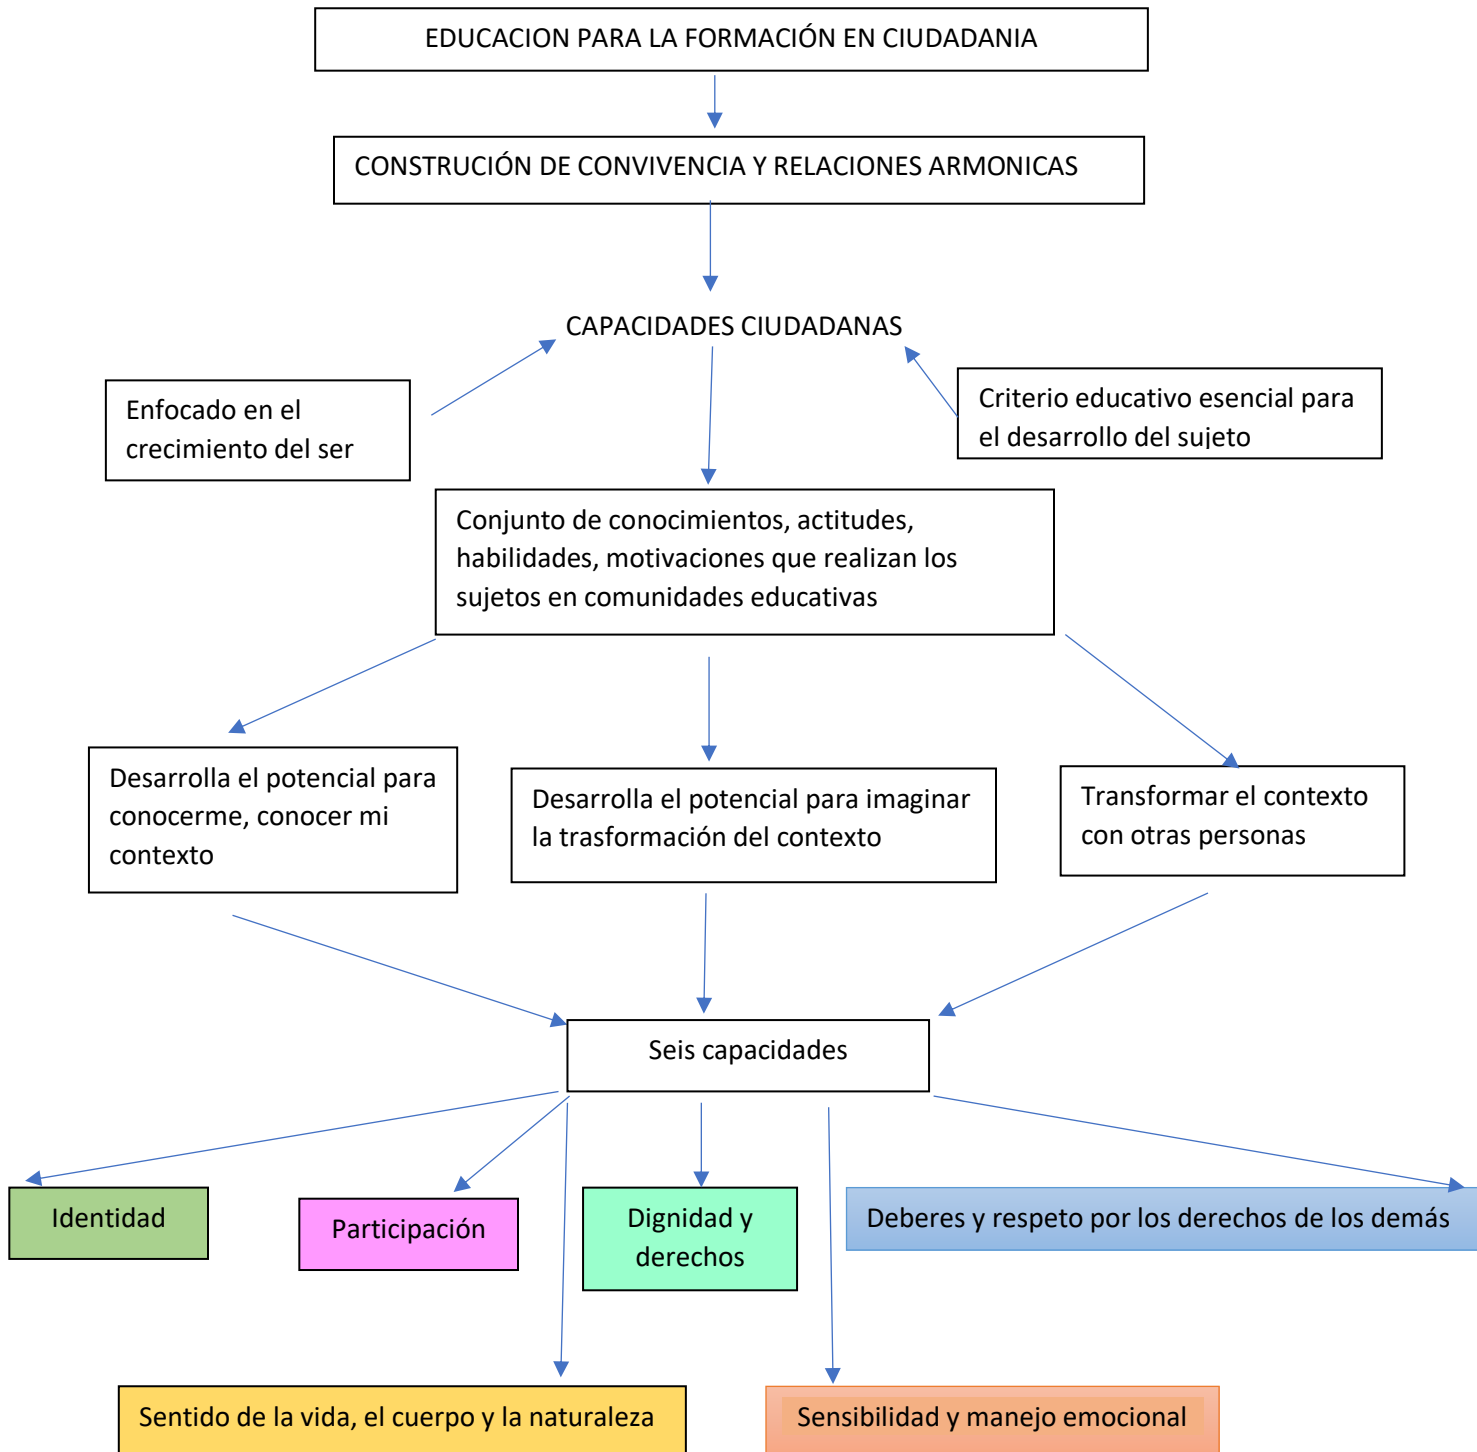 EDUCACION PARA LA FORMACIÓN EN CIUDADANIA
CONSTRUCIÓN DE CONVIVENCIA Y RELACIONES ARMONICAS
CAPACIDADES CIUDADANAS
Enfocado en el
crecimiento del ser
Criterio educativo esencial para
el desarrollo del sujeto
Conjunto de conocimientos, actitudes,
habilidades, motivaciones que realizan los
sujetos en comunidades educativas
Desarrolla el potencial para
conocerme, conocer mi
contexto
Desarrolla el potencial para imaginar
la trasformación del contexto
Transformar el contexto
con otras personas
Seis capacidades
Identidad
Participación
Dignidad y
derechos
Deberes y respeto por los derechos de los demás
Sentido de la vida, el cuerpo y la naturaleza
Sensibilidad y manejo emocional